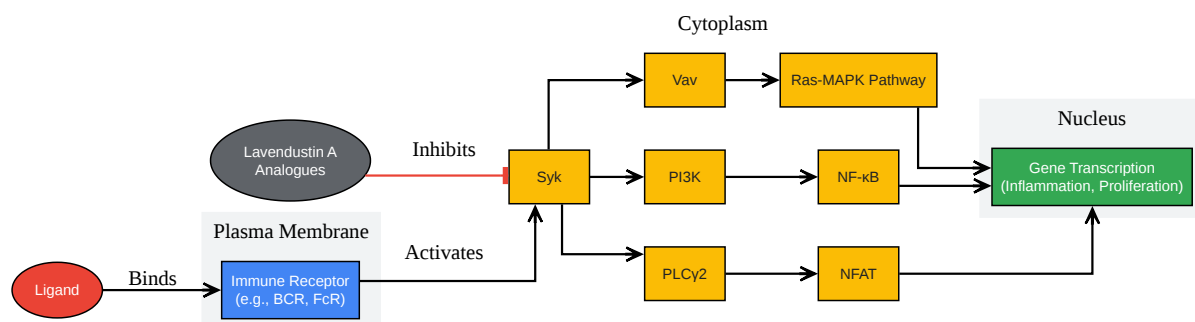 Cytoplasm
Vav
Ras-MAPK Pathway
Nucleus
Lavendustin A
Analogues
Inhibits
Syk
PI3K
NF-κB
Gene Transcription
(Inflammation, Proliferation)
Plasma Membrane
Activates
Ligand
Binds
Immune Receptor
(e.g., BCR, FcR)
PLCγ2
NFAT